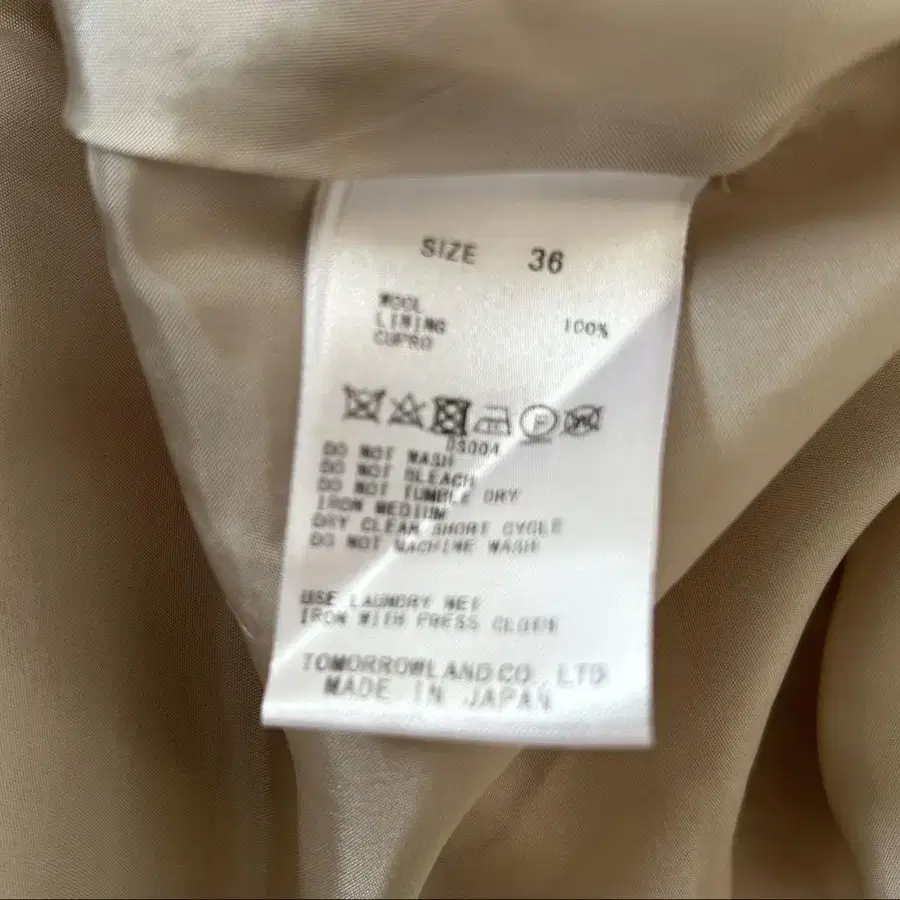 SIZE 36
WOOL
LINING 100%
CUPRO
DS004
DO NOT WASH
DO NOT BLEACH
DO NOT TUMBLE DRY
IRON MEDIUM
DRY CLEAN SHORT CYCLE
DO NOT MACHINE WASH
USE LAUNDRY NET
IRON WITH PRESS CLOTH
TOMORROWLAND CO., LTD.
MADE IN JAPAN